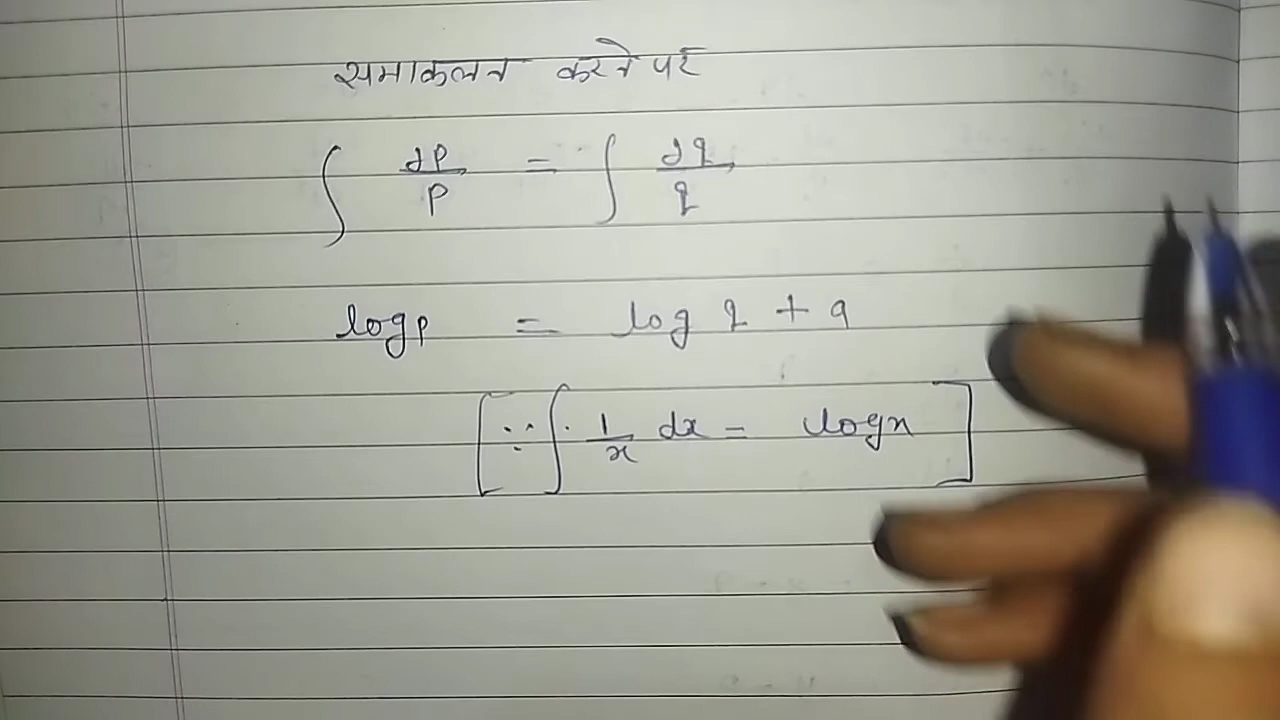 समाकलन करने पर
∫ dp/p = ∫ dq/q
log p = log q + a
[∵ ∫ 1/x dx = log x]